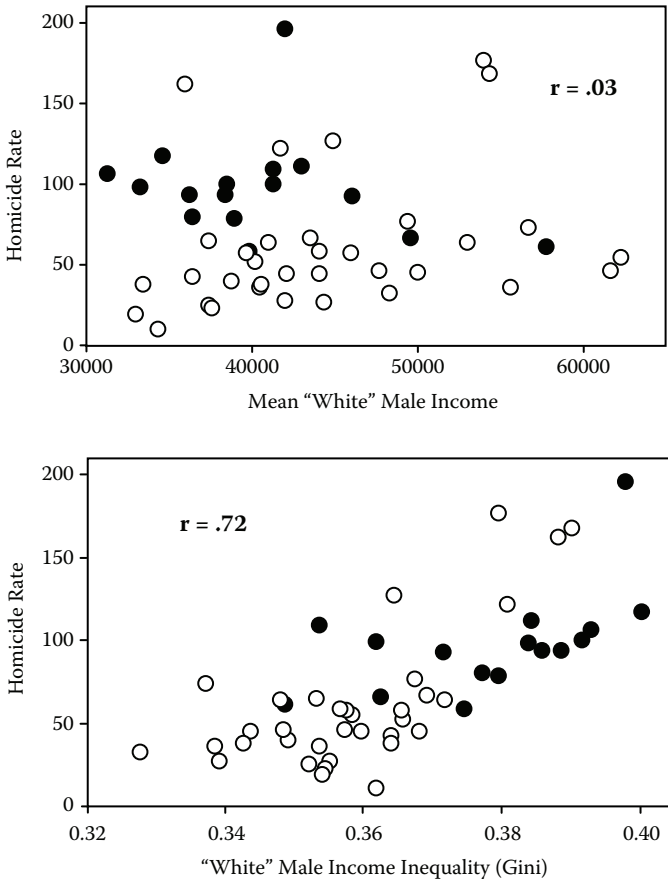 200
150
100
50
0
Homicide Rate
r = .03
30000 40000 50000 60000
Mean “White” Male Income
200
150
100
50
0
Homicide Rate
r = .72
0.32 0.34 0.36 0.38 0.40
“White” Male Income Inequality (Gini)